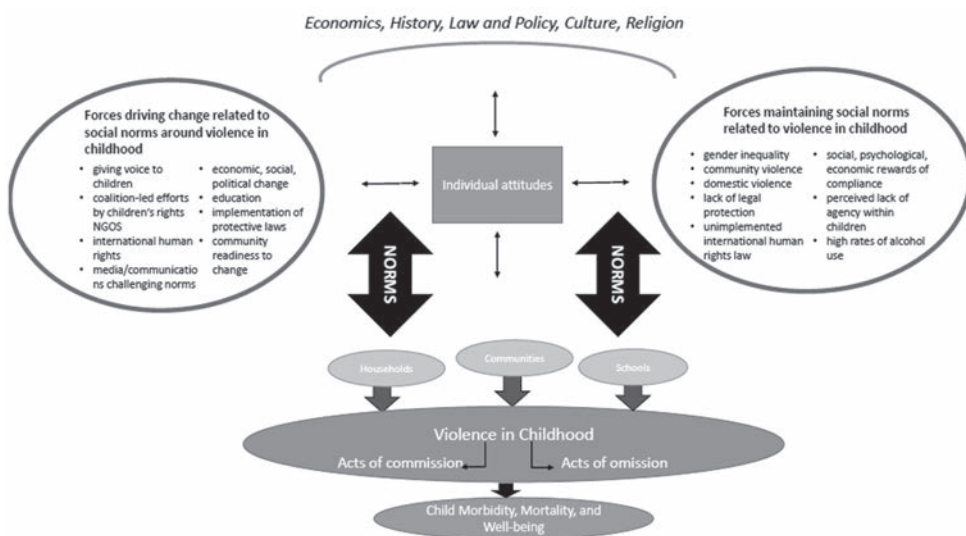 Economics, History, Law and Policy, Culture, Religion
Forces driving change related to
social norms around violence in
childhood
• giving voice to
children
• coalition-led efforts
by children's rights
NGOS
• international human
rights
• media/communicatio
ns challenging norms
• economic, social,
political change
• education
• implementation of
protective laws
• community
readiness to
change
Individual attitudes
Forces maintaining social norms
related to violence in childhood
• gender inequality
• community violence
• domestic violence
• lack of legal
protection
• unimplemented
international human
rights law
• social, psychological,
economic rewards of
compliance
• perceived lack of
agency within
children
• high rates of alcohol
use
NORMS
NORMS
Households
Communities
Schools
Violence in Childhood
Acts of commission
Acts of omission
Child Morbidity, Mortality, and
Well-being